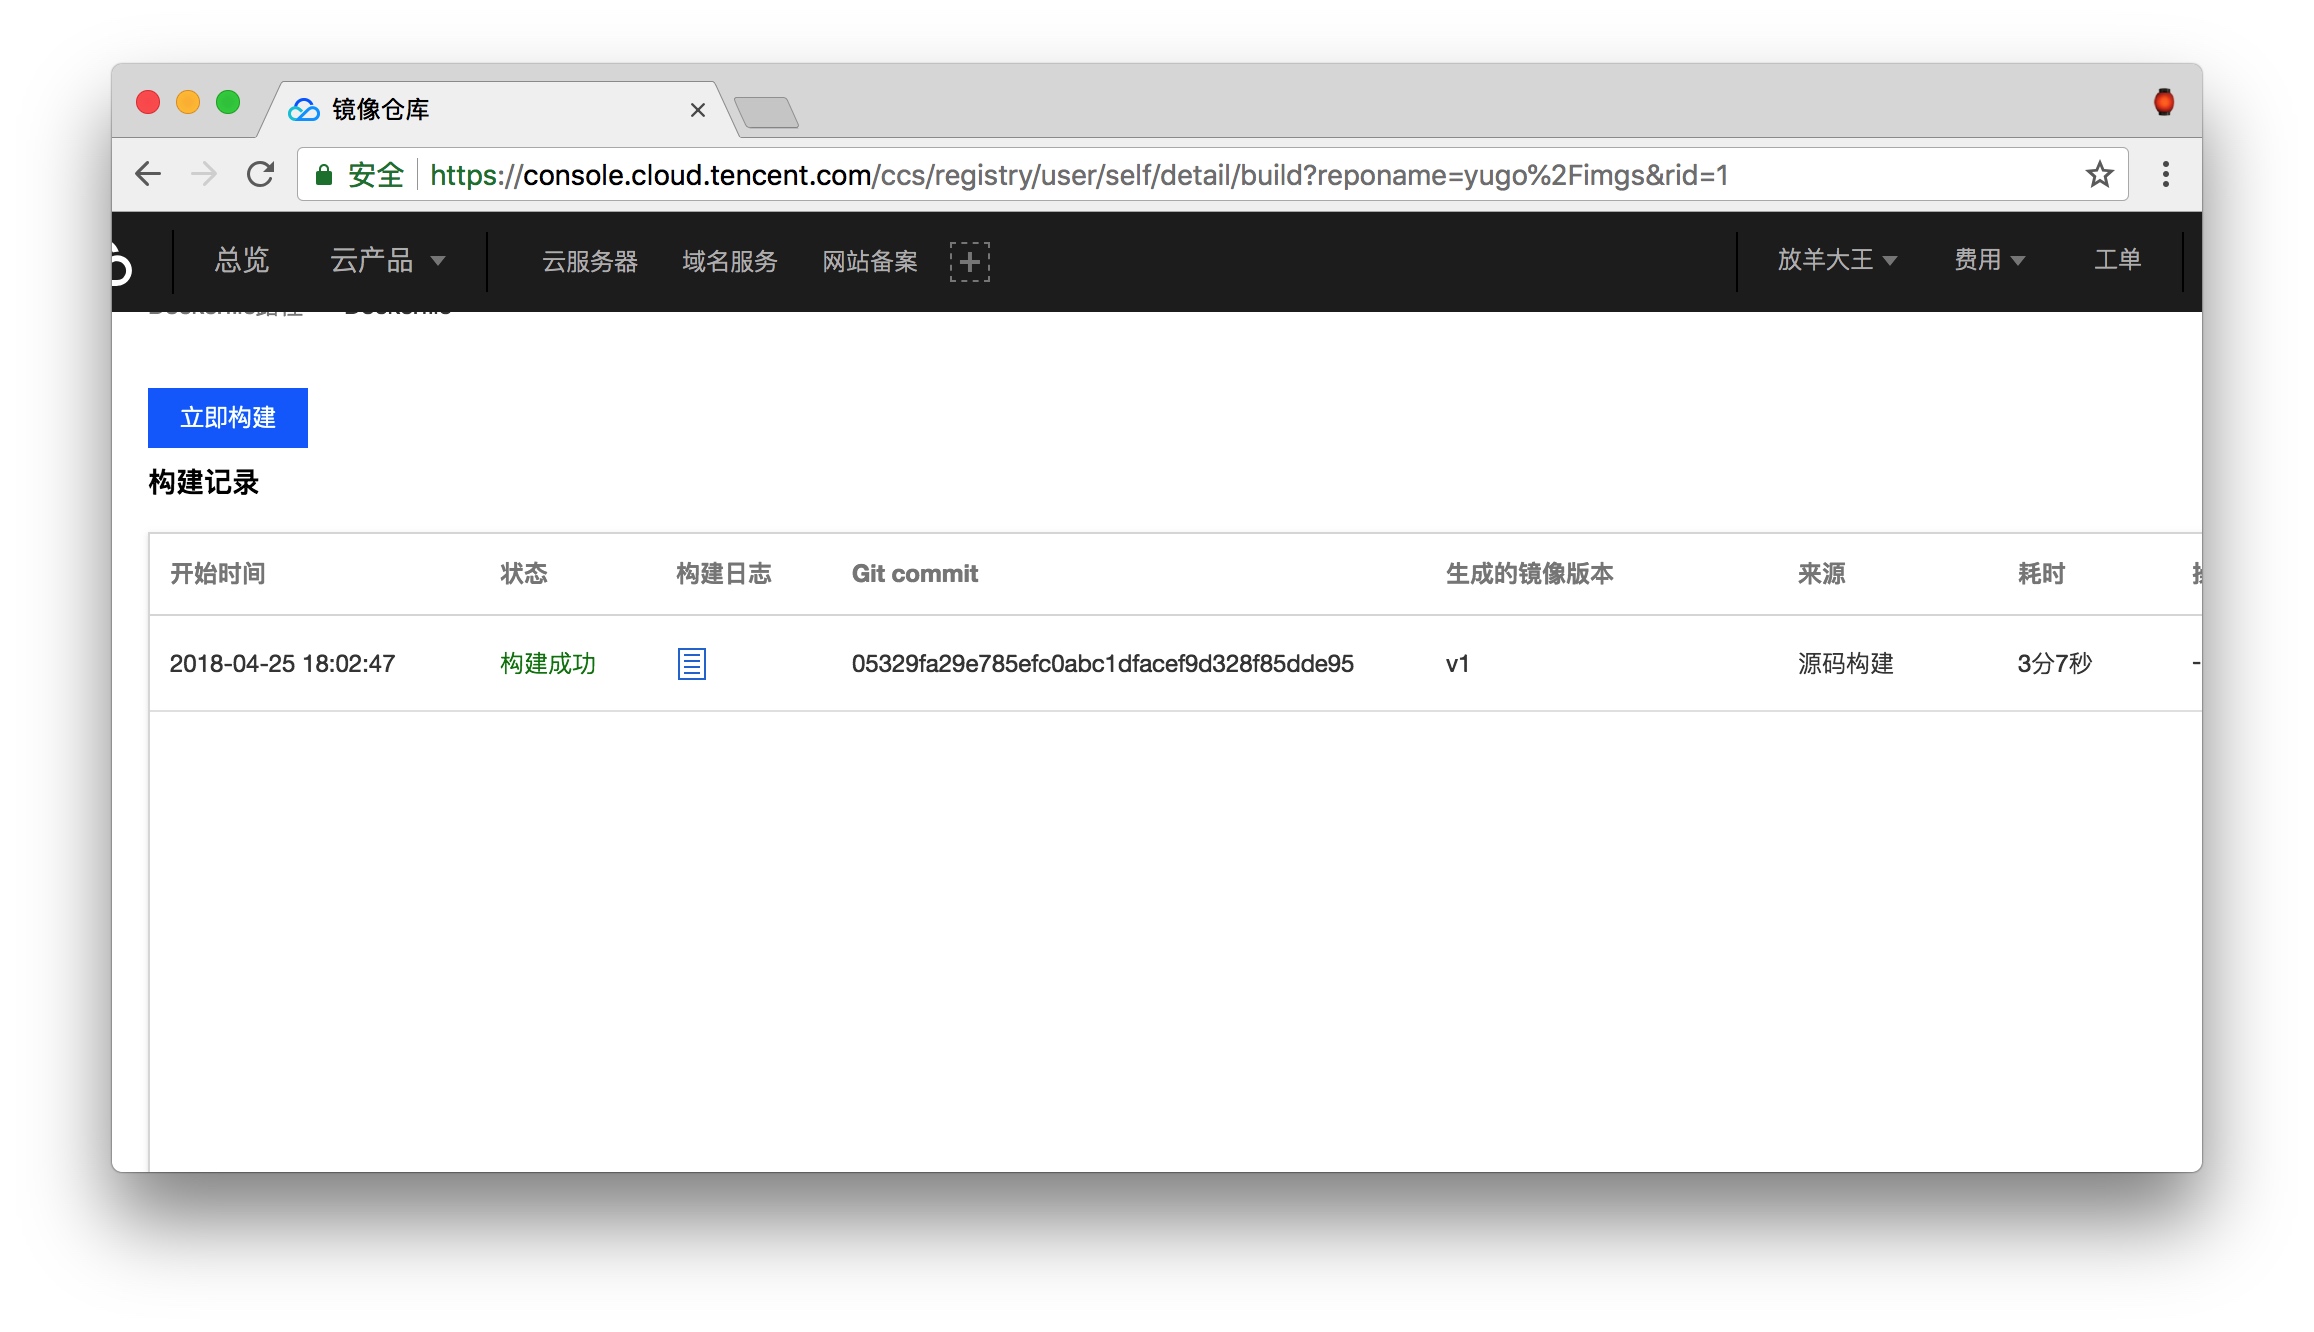 镜像仓库
安全 https://console.cloud.tencent.com/ccs/registry/user/self/detail/build?reponame=yugo%2Fimgs&rid=1
总览 云产品 云服务器 域名服务 网站备案 放羊大王 费用 工单
立即构建
构建记录
开始时间 状态 构建日志 Git commit 生成的镜像版本 来源 耗时
2018-04-25 18:02:47 构建成功 05329fa29e785efc0abc1dfacef9d328f85dde95 v1 源码构建 3分7秒 -